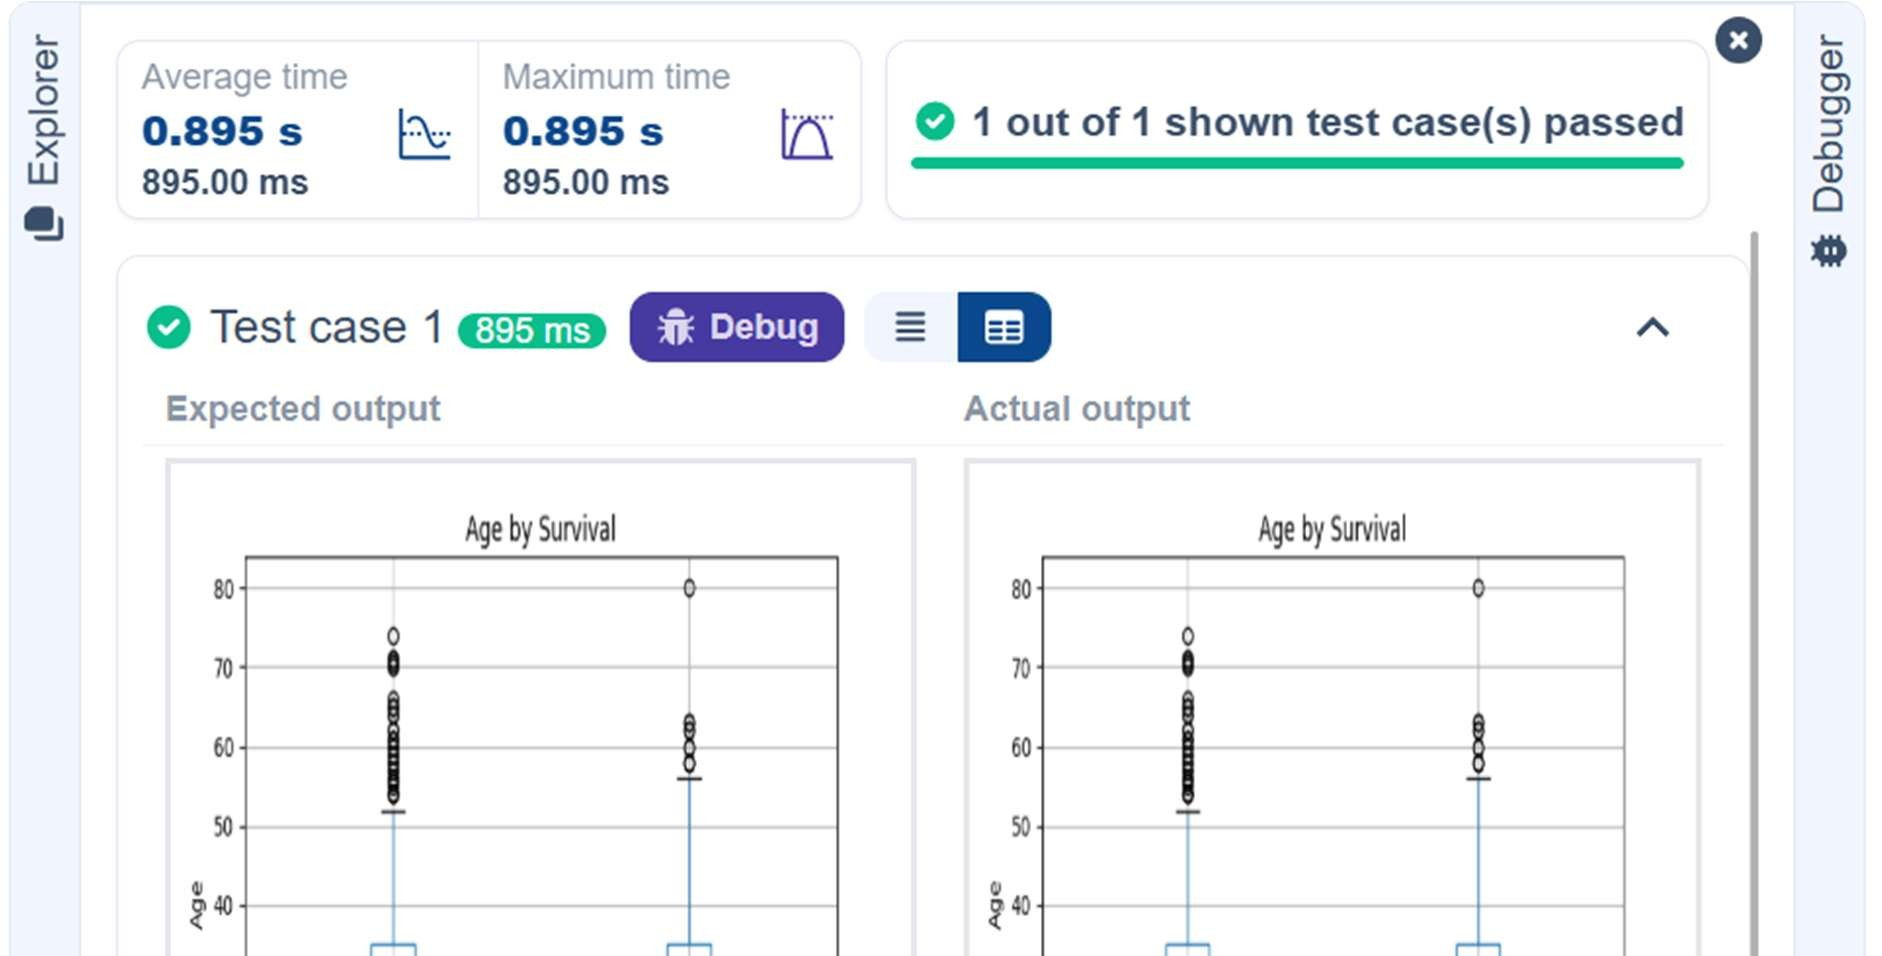 Explorer
Average time
0.895 s
895.00 ms
Maximum time
0.895 s
895.00 ms
1 out of 1 shown test case(s) passed
Debugger
Test case 1
895 ms
Debug
Expected output
Actual output
Age by Survival
80
70
60
50
40
Age
Age by Survival
80
70
60
50
40
Age